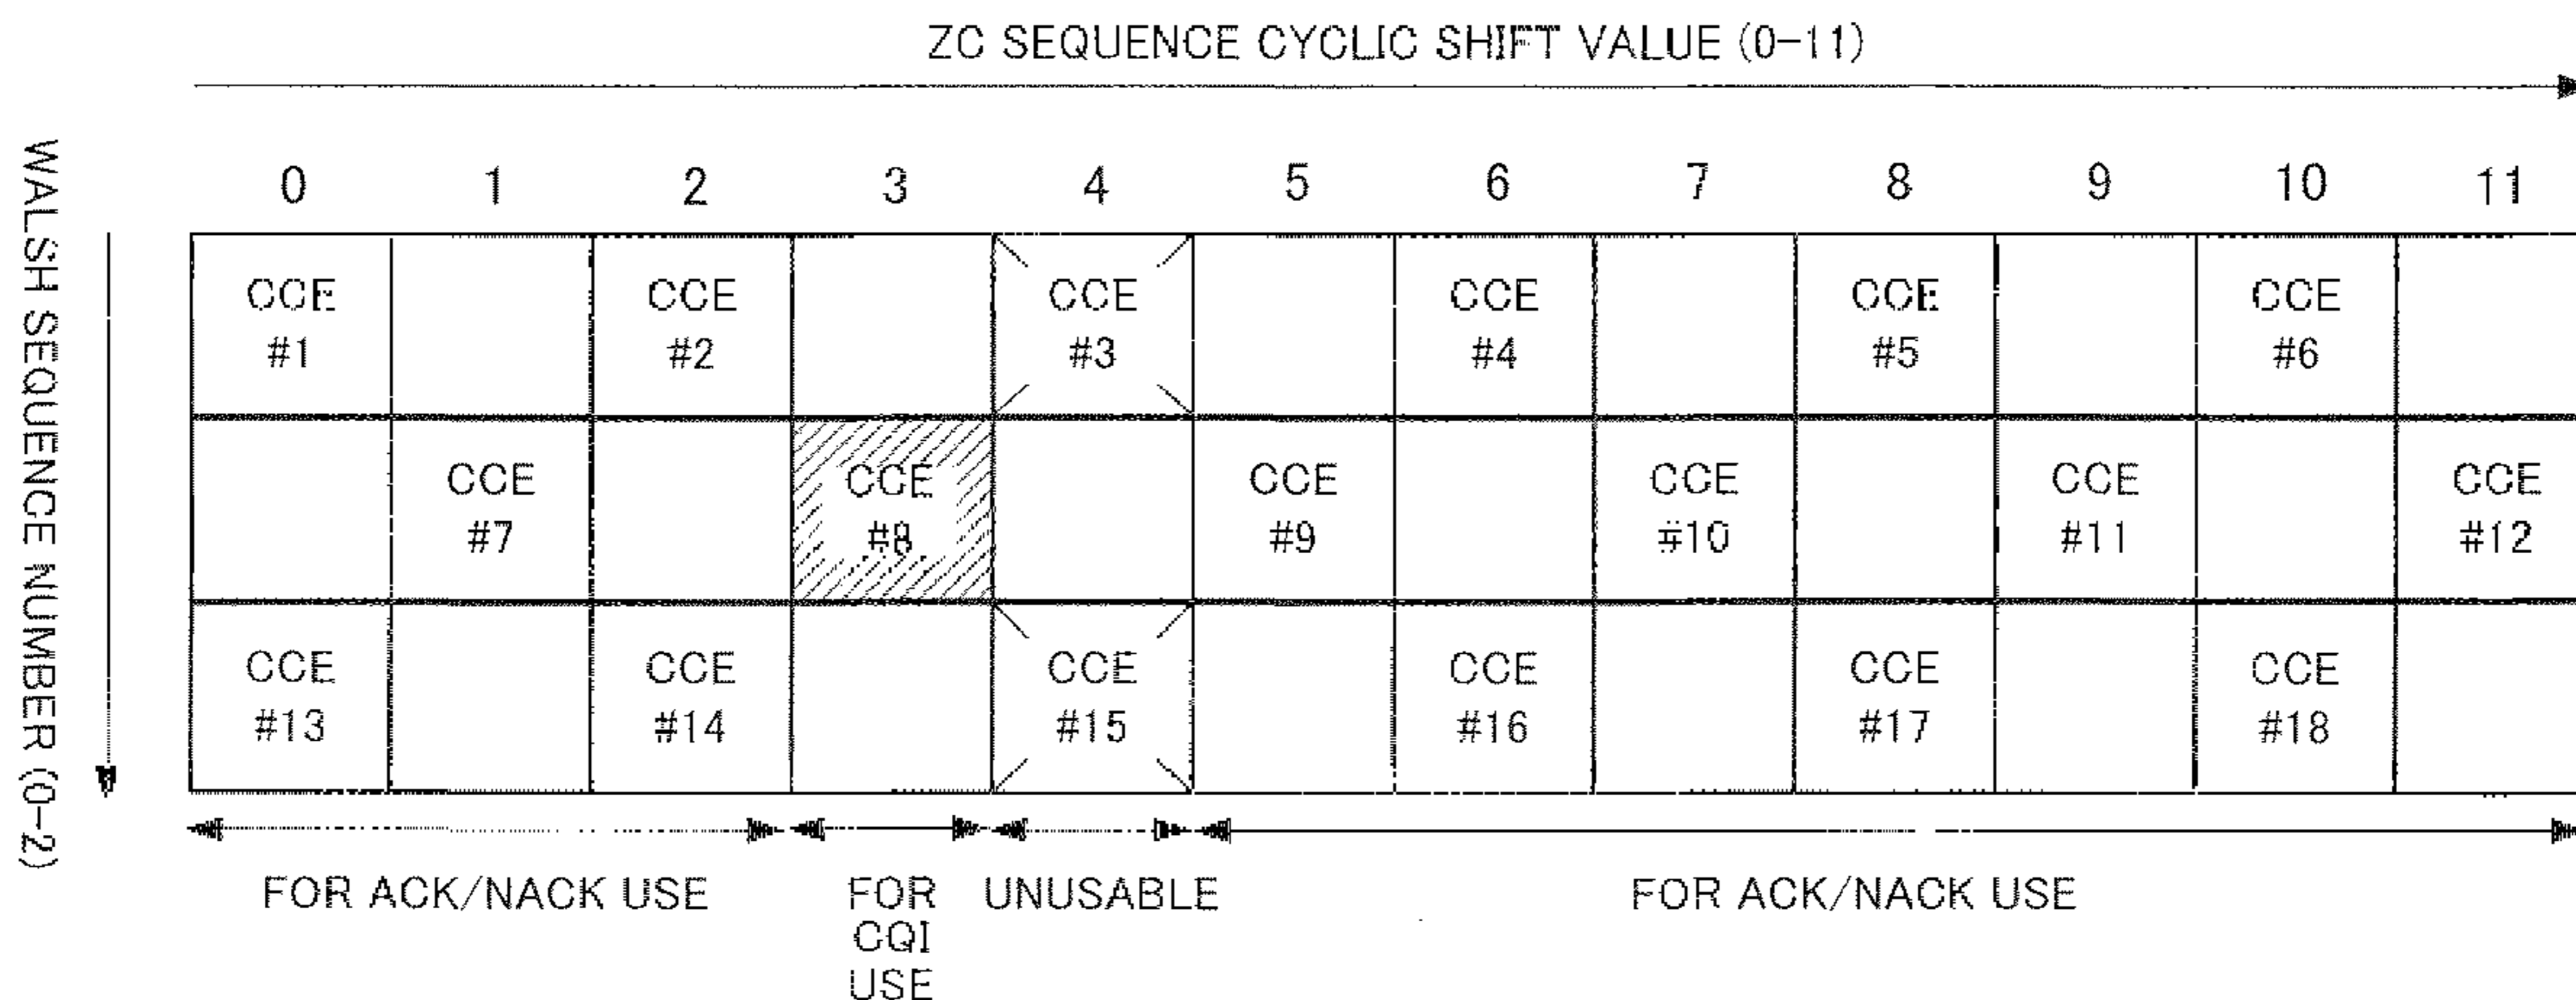 ZC SEQUENCE CYCLIC SHIFT VALUE (0-11)
WALSH SEQUENCE NUMBER (0-2)
0 1 2 3 4 5 6 7 8 9 10 11
CCE CCE CCE CCE CCE CCE
#1 #2 #3 #4 #5 #6
CCE CCE CCE CCE CCE CCE
#7 #8 #9 #10 #11 #12
CCE CCE CCE CCE CCE CCE
#13 #14 #15 #16 #17 #18
FOR ACK/NACK USE FOR UNUSABLE FOR ACK/NACK USE
CQI
USE